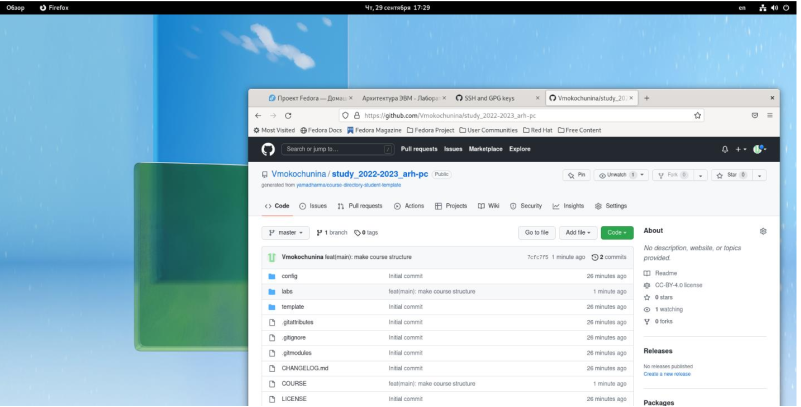 Обзор Firefox Чт, 29 сентября 17:29 en
Проект Fedora — Домаш × Архитектура ЭВМ - Лаборат × SSH and GPG keys × Vmokochunina/study_202 × + ×
https://github.com/Vmokochunina/study_2022-2023_arh-pc
Most Visited Fedora Docs Fedora Magazine Fedora Project User Communities Red Hat Free Content
Search or jump to... / Pull requests Issues Marketplace Explore
Vmokochunina / study_2022-2023_arh-pc Public Pin Unwatch 1 Fork 0 Star 0
generated from yamadharma/course-directory-student-template
Code Issues Pull requests Actions Projects Wiki Security Insights Settings
master 1 branch 0 tags Go to file Add file Code
About
No description, website, or topics
provided.
Vmokochunina feat(main): make course structure 1 minute ago 2 commits
config Initial commit 26 minutes ago
labs feat(main): make course structure 1 minute ago
template Initial commit 26 minutes ago
.gitattributes Initial commit 26 minutes ago
.gitignore Initial commit 26 minutes ago
.gitmodules Initial commit 26 minutes ago
CHANGELOG.md Initial commit 26 minutes ago
COURSE feat(main): make course structure 1 minute ago
LICENSE Initial commit 26 minutes ago
Readme
CC-BY-4.0 license
0 stars
1 watching
0 forks
Releases
No releases published
Create a new release
Packages